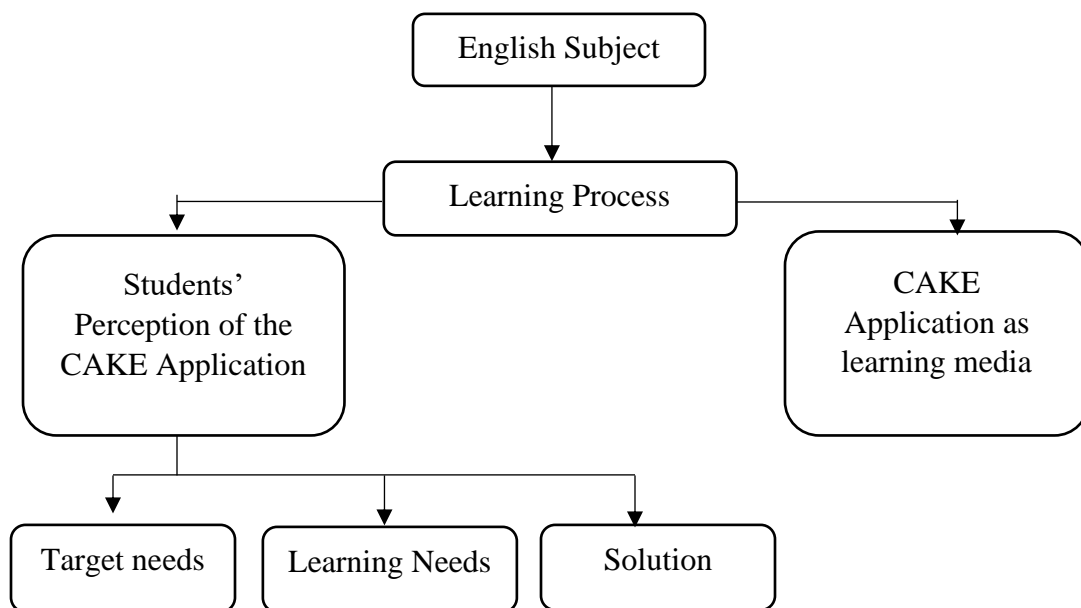 English Subject
Learning Process
Students’
Perception of the
CAKE Application
CAKE
Application as
learning media
Target needs
Learning Needs
Solution